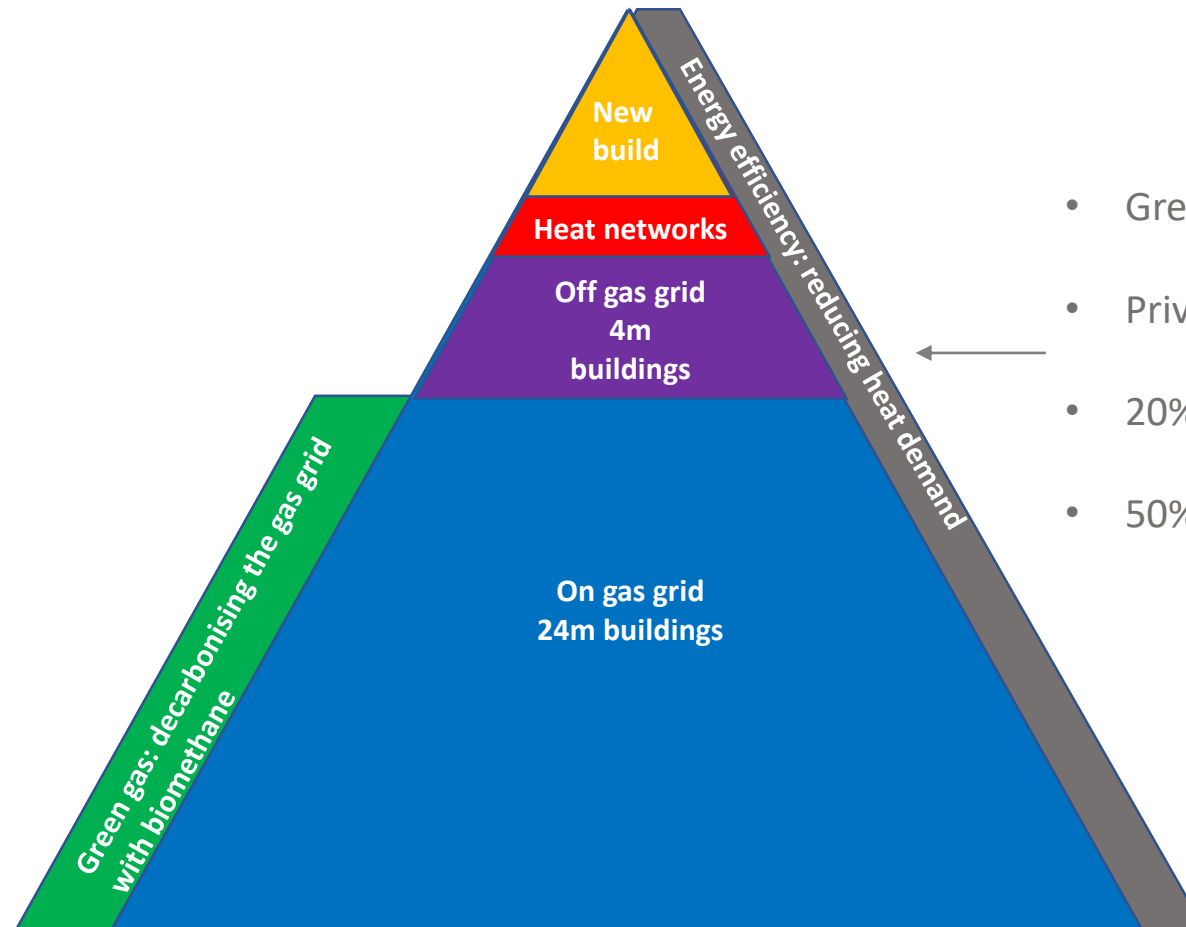 New
build
Heat networks
Off gas grid
4m
buildings
On gas grid
24m buildings
Green gas: decarbonising the gas grid
with biomethane
Energy efficiency: reducing heat demand
• Gre
• Priv
• 20%
• 50%